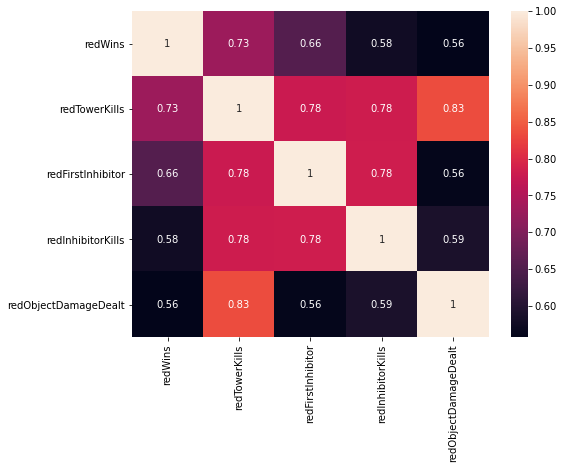 redWins 1 0.73 0.66 0.58 0.56
redTowerKills 0.73 1 0.78 0.78 0.83
redFirstInhibitor 0.66 0.78 1 0.78 0.56
redInhibitorKills 0.58 0.78 0.78 1 0.59
redObjectDamageDealt 0.56 0.83 0.56 0.59 1
redWins
redTowerKills
redFirstInhibitor
redInhibitorKills
redObjectDamageDealt
1.00
0.95
0.90
0.85
0.80
0.75
0.70
0.65
0.60